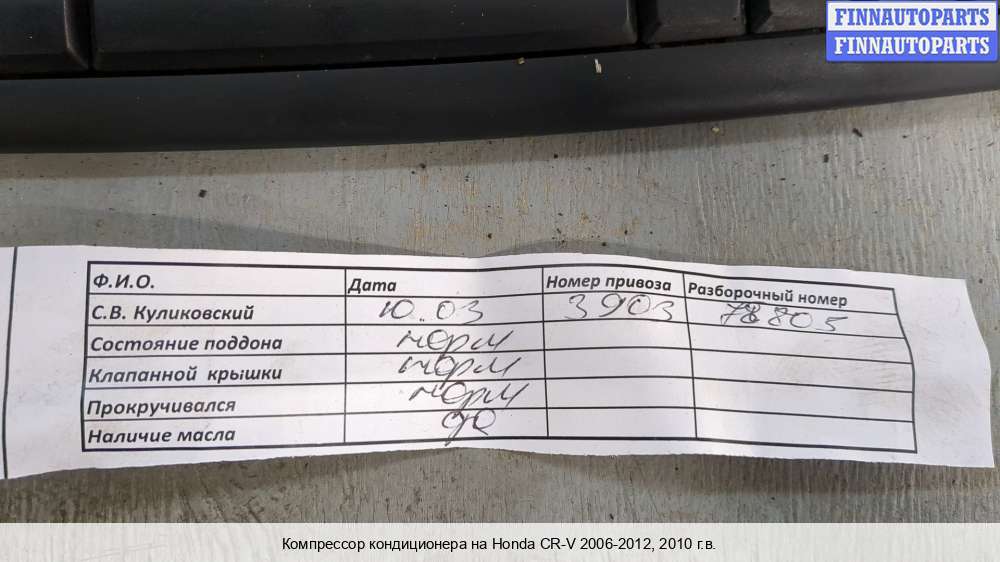 FINNAUTOPARTS
FINNAUTOPARTS
Ф.И.О. Дата Номер привоза Разборочный номер
С.В. Куликовский 10.03 3903 78805
Состояние поддона норм
Клапанной крышки норм
Прокручивался норм
Наличие масла
Компрессор кондиционера на Honda CR-V 2006-2012, 2010 г.в.